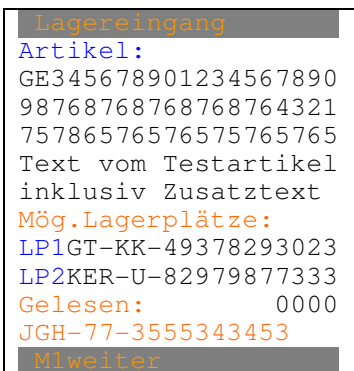 Lagereingang
Artikel:
GE345678901234567890
98768768768768764321
75786576576575765765
Text vom Testartikel
inklusiv Zusatztext
Mög.Lagerplätze:
LP1GT-KK-49378293023
LP2KER-U-82979877333
Gelesen: 0000
JGH-77-3555343453
M1weiter